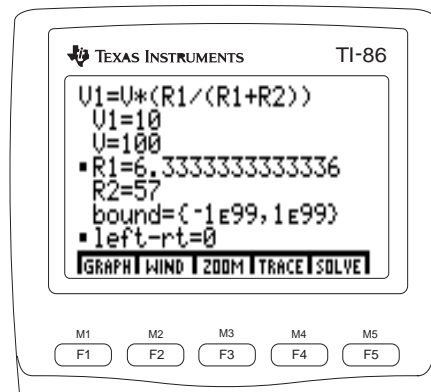 TEXAS INSTRUMENTS TI-86
V1=V*(R1/(R1+R2))
V1=10
V=100
▪R1=6.3333333333336
R2=57
bound={-1E99,1E99}
▪left-rt=0
GRAPH WIND ZOOM TRACE SOLVE
M1 M2 M3 M4 M5
F1 F2 F3 F4 F5